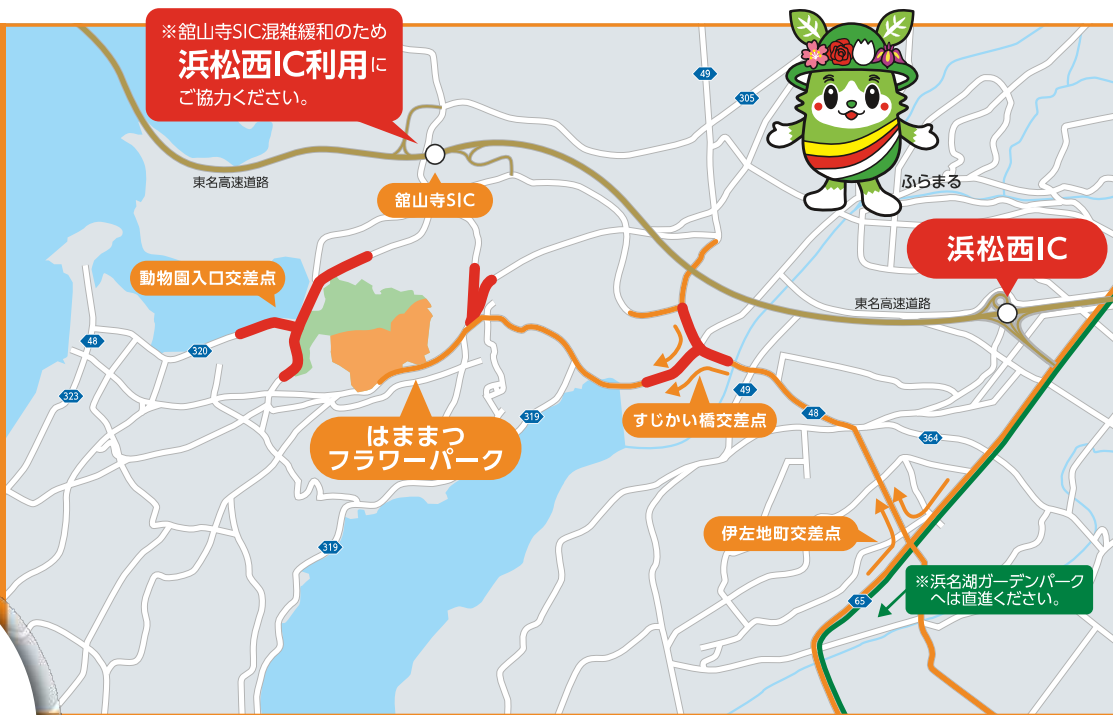 ※舘山寺SIC混雑緩和のため
浜松西IC利用に
ご協力ください。
49
305
東名高速道路
舘山寺SIC
ふらまる
浜松西IC
動物園入口交差点
東名高速道路
48
320
323
はままつ
フラワーパーク
319
すじかい橋交差点
49
48
364
伊左地町交差点
319
※浜名湖ガーデンパーク
へは直進ください。
65